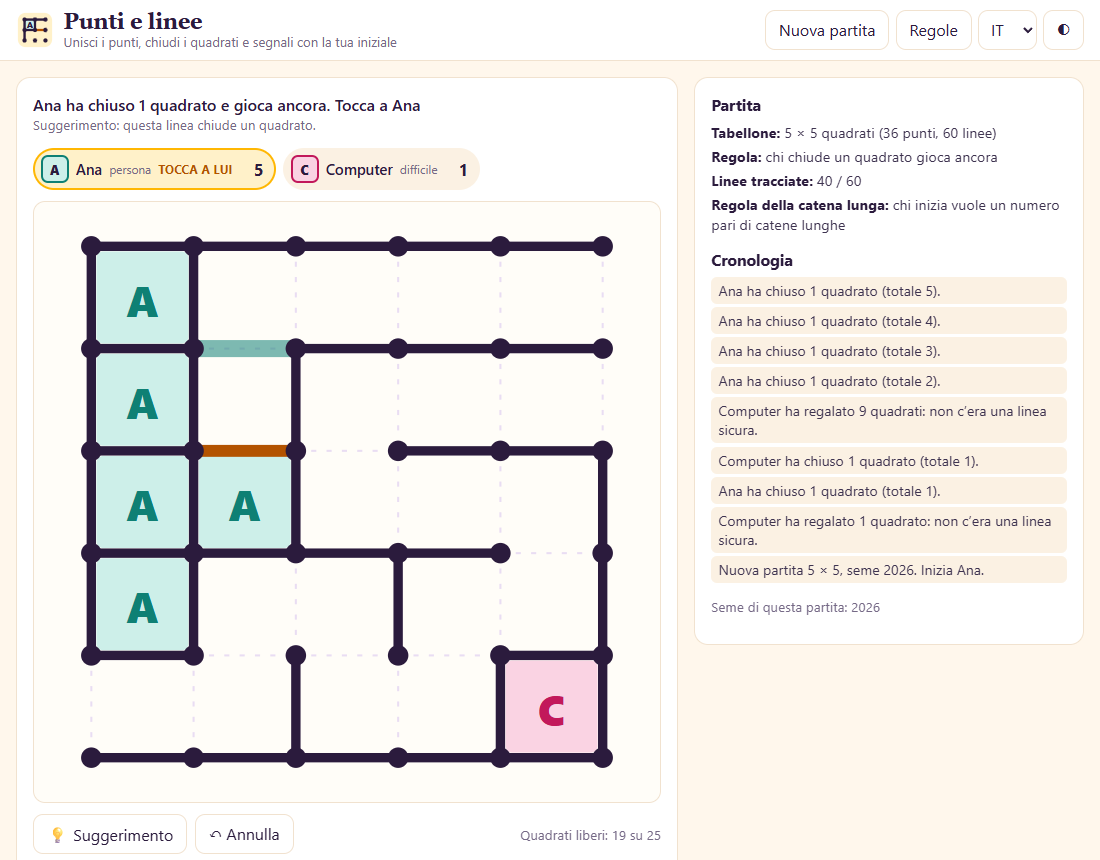 Punti e linee
Unisci i punti, chiudi i quadrati e segnali con la tua iniziale
Nuova partita
Regole
IT
Ana ha chiuso 1 quadrato e gioca ancora. Tocca a Ana
Suggerimento: questa linea chiude un quadrato.
A Ana persona TOCCA A LUI 5
C Computer difficile 1
A
A
A A
A
C
Suggerimento
Annulla
Quadrati liberi: 19 su 25
Partita
Tabellone: 5 × 5 quadrati (36 punti, 60 linee)
Regola: chi chiude un quadrato gioca ancora
Linee tracciate: 40 / 60
Regola della catena lunga: chi inizia vuole un numero
pari di catene lunghe
Cronologia
Ana ha chiuso 1 quadrato (totale 5).
Ana ha chiuso 1 quadrato (totale 4).
Ana ha chiuso 1 quadrato (totale 3).
Ana ha chiuso 1 quadrato (totale 2).
Computer ha regalato 9 quadrati: non c'era una linea
sicura.
Computer ha chiuso 1 quadrato (totale 1).
Ana ha chiuso 1 quadrato (totale 1).
Computer ha regalato 1 quadrato: non c'era una linea
sicura.
Nuova partita 5 × 5, seme 2026. Inizia Ana.
Seme di questa partita: 2026